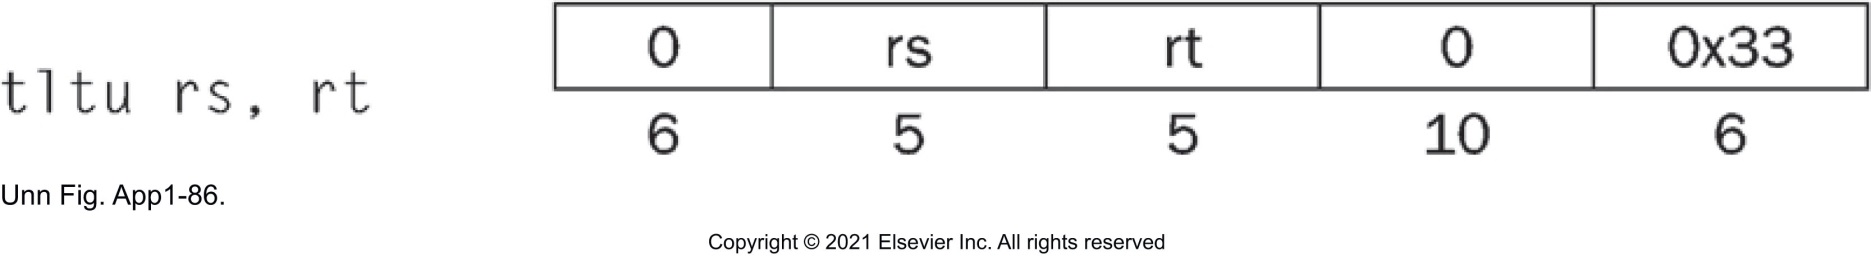 0 rs rt 0 0x33
tltu rs, rt
6 5 5 10 6
Unn Fig. App1-86.
Copyright © 2021 Elsevier Inc. All rights reserved